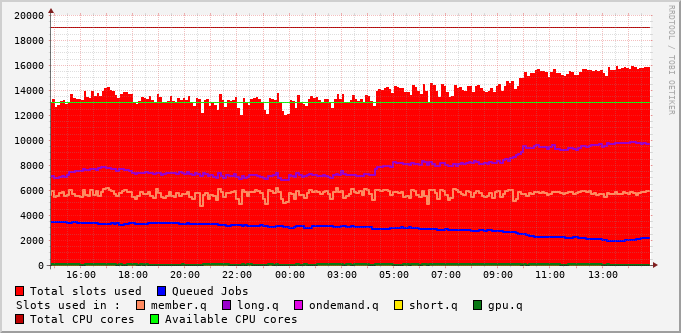 RRDTOOL / TOBI OETIKER
20000
18000
16000
14000
12000
10000
8000
6000
4000
2000
0
16:00 18:00 20:00 22:00 00:00 03:00 05:00 07:00 09:00 11:00 13:00
Total slots used Queued Jobs
Slots used in : member.q long.q ondemand.q short.q gpu.q
Total CPU cores Available CPU cores